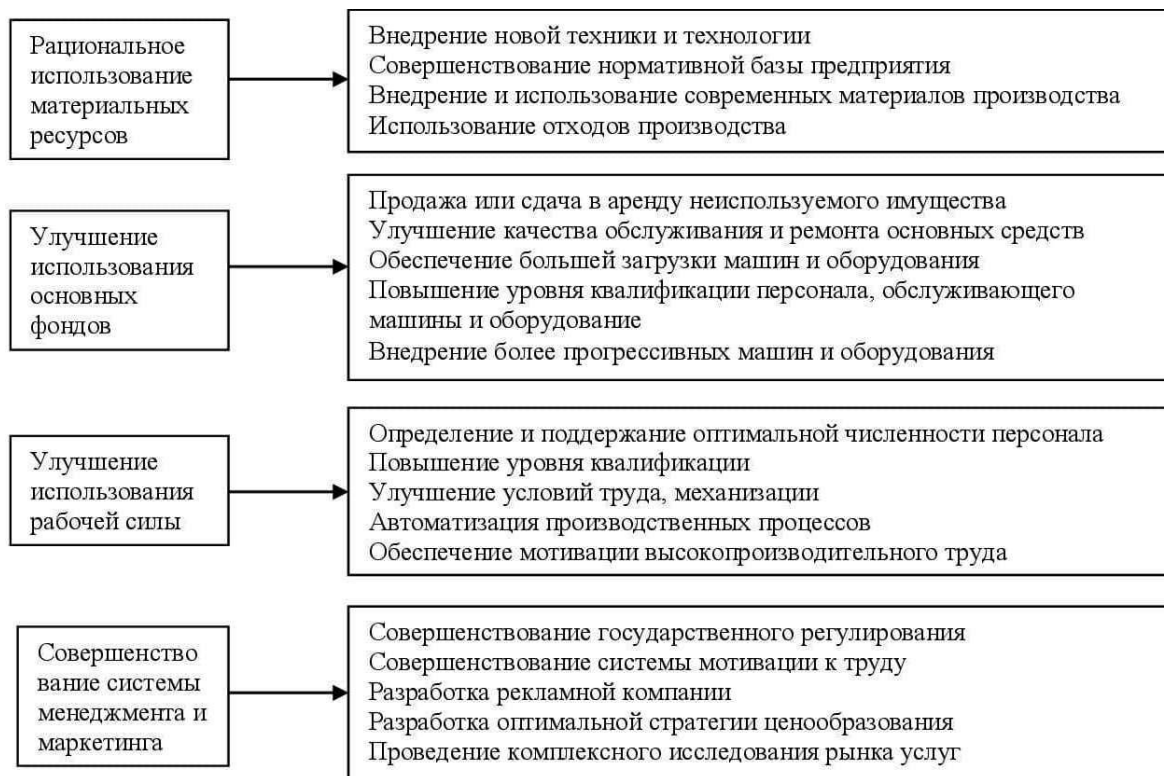 Рациональное
использование
материальных
ресурсов
Внедрение новой техники и технологии
Совершенствование нормативной базы предприятия
Внедрение и использование современных материалов производства
Использование отходов производства
Улучшение
использования
основных
фондов
Продажа или сдача в аренду неиспользуемого имущества
Улучшение качества обслуживания и ремонта основных средств
Обеспечение большей загрузки машин и оборудования
Повышение уровня квалификации персонала, обслуживающего
машины и оборудование
Внедрение более прогрессивных машин и оборудования
Улучшение
использования
рабочей силы
Определение и поддержание оптимальной численности персонала
Повышение уровня квалификации
Улучшение условий труда, механизации
Автоматизация производственных процессов
Обеспечение мотивации высокопроизводительного труда
Совершенство
вание системы
менеджмента и
маркетинга
Совершенствование государственного регулирования
Совершенствование системы мотивации к труду
Разработка рекламной компании
Разработка оптимальной стратегии ценообразования
Проведение комплексного исследования рынка услуг